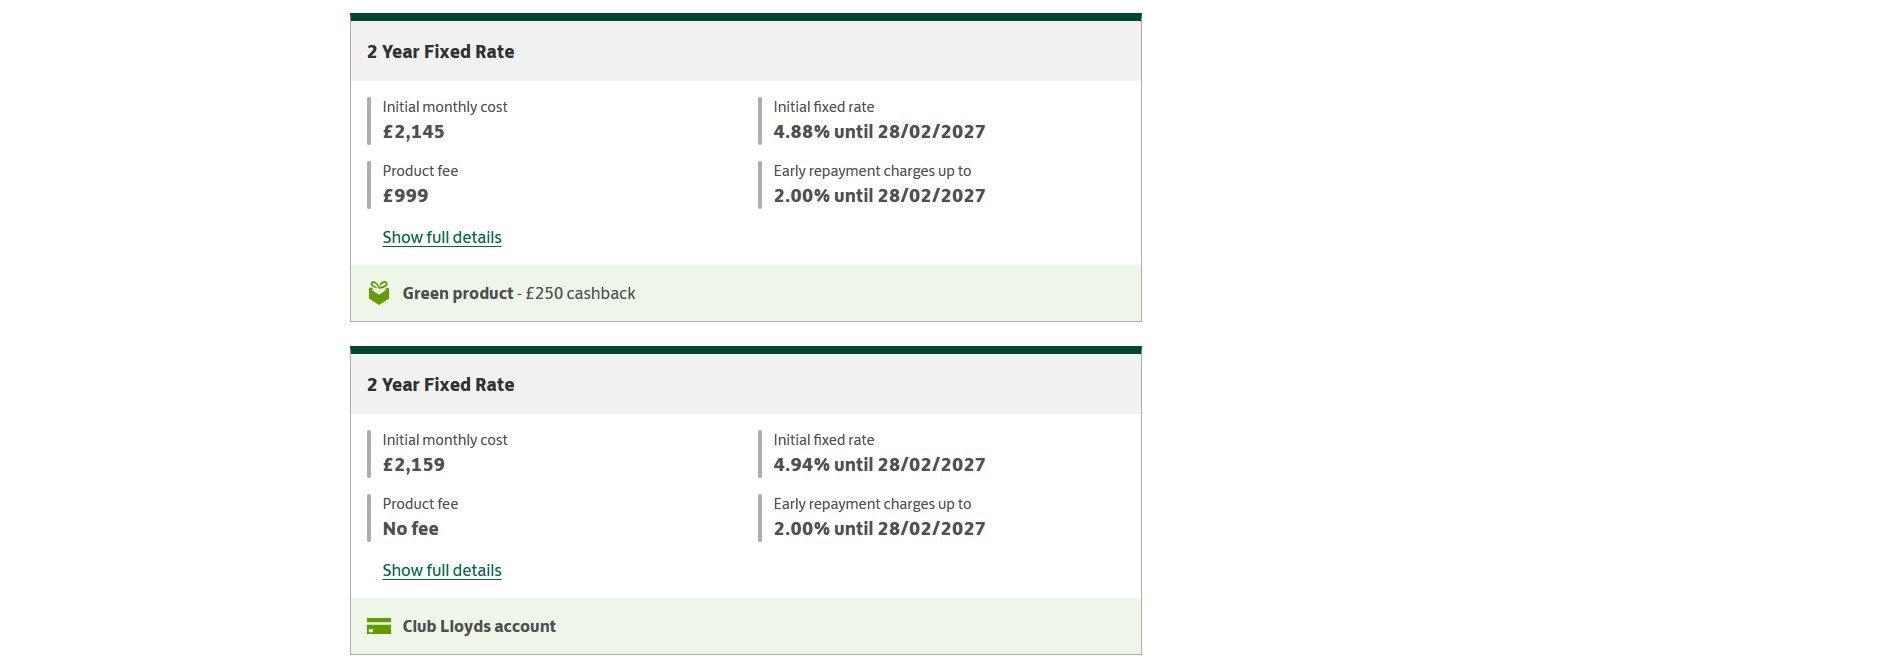 2 Year Fixed Rate
Initial monthly cost
£2,145
Initial fixed rate
4.88% until 28/02/2027
Product fee
£999
Early repayment charges up to
2.00% until 28/02/2027
Show full details
Green product - £250 cashback
2 Year Fixed Rate
Initial monthly cost
£2,159
Initial fixed rate
4.94% until 28/02/2027
Product fee
No fee
Early repayment charges up to
2.00% until 28/02/2027
Show full details
Club Lloyds account